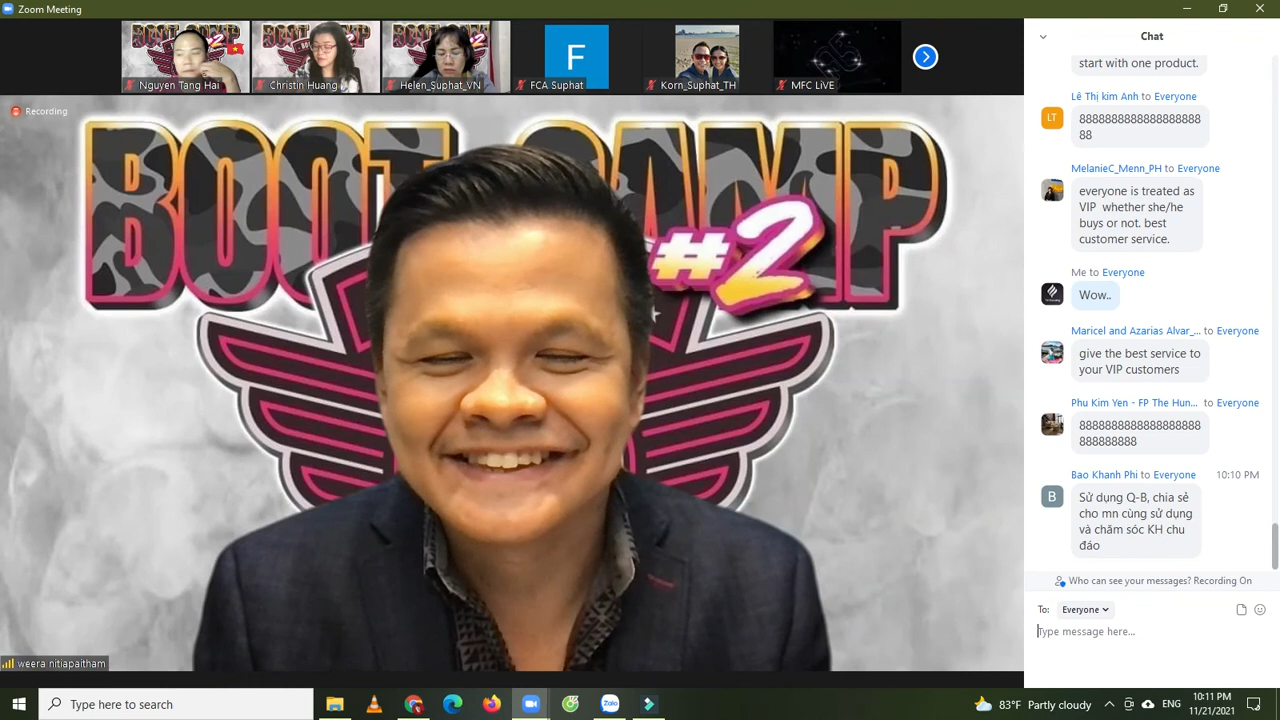 Zoom Meeting
Nguyen Tang Hai
Christin Huang
Helen_Suphat_VN
F
FCA Suphat
Korn_Suphat_TH
MFC LiVE
Recording
BOOT CAMP
#2
weera nitiapaitham
Chat
start with one product.
Lê Thị kim Anh to Everyone
LT
8888888888888888888
88
MelanieC_Menn_PH to Everyone
everyone is treated as
VIP whether she/he
buys or not. best
customer service.
Me to Everyone
Wow..
Maricel and Azarias Alvar_... to Everyone
give the best service to
your VIP customers
Phu Kim Yen - FP The Hun... to Everyone
8888888888888888888
888888888
Bao Khanh Phi to Everyone 10:10 PM
B
Sử dụng Q-B, chia sẻ
cho mn cùng sử dụng
và chăm sóc KH chu
đáo
Who can see your messages? Recording On
To: Everyone
Type message here...
Type here to search
Zalo
83°F Partly cloudy
ENG
10:11 PM
11/21/2021